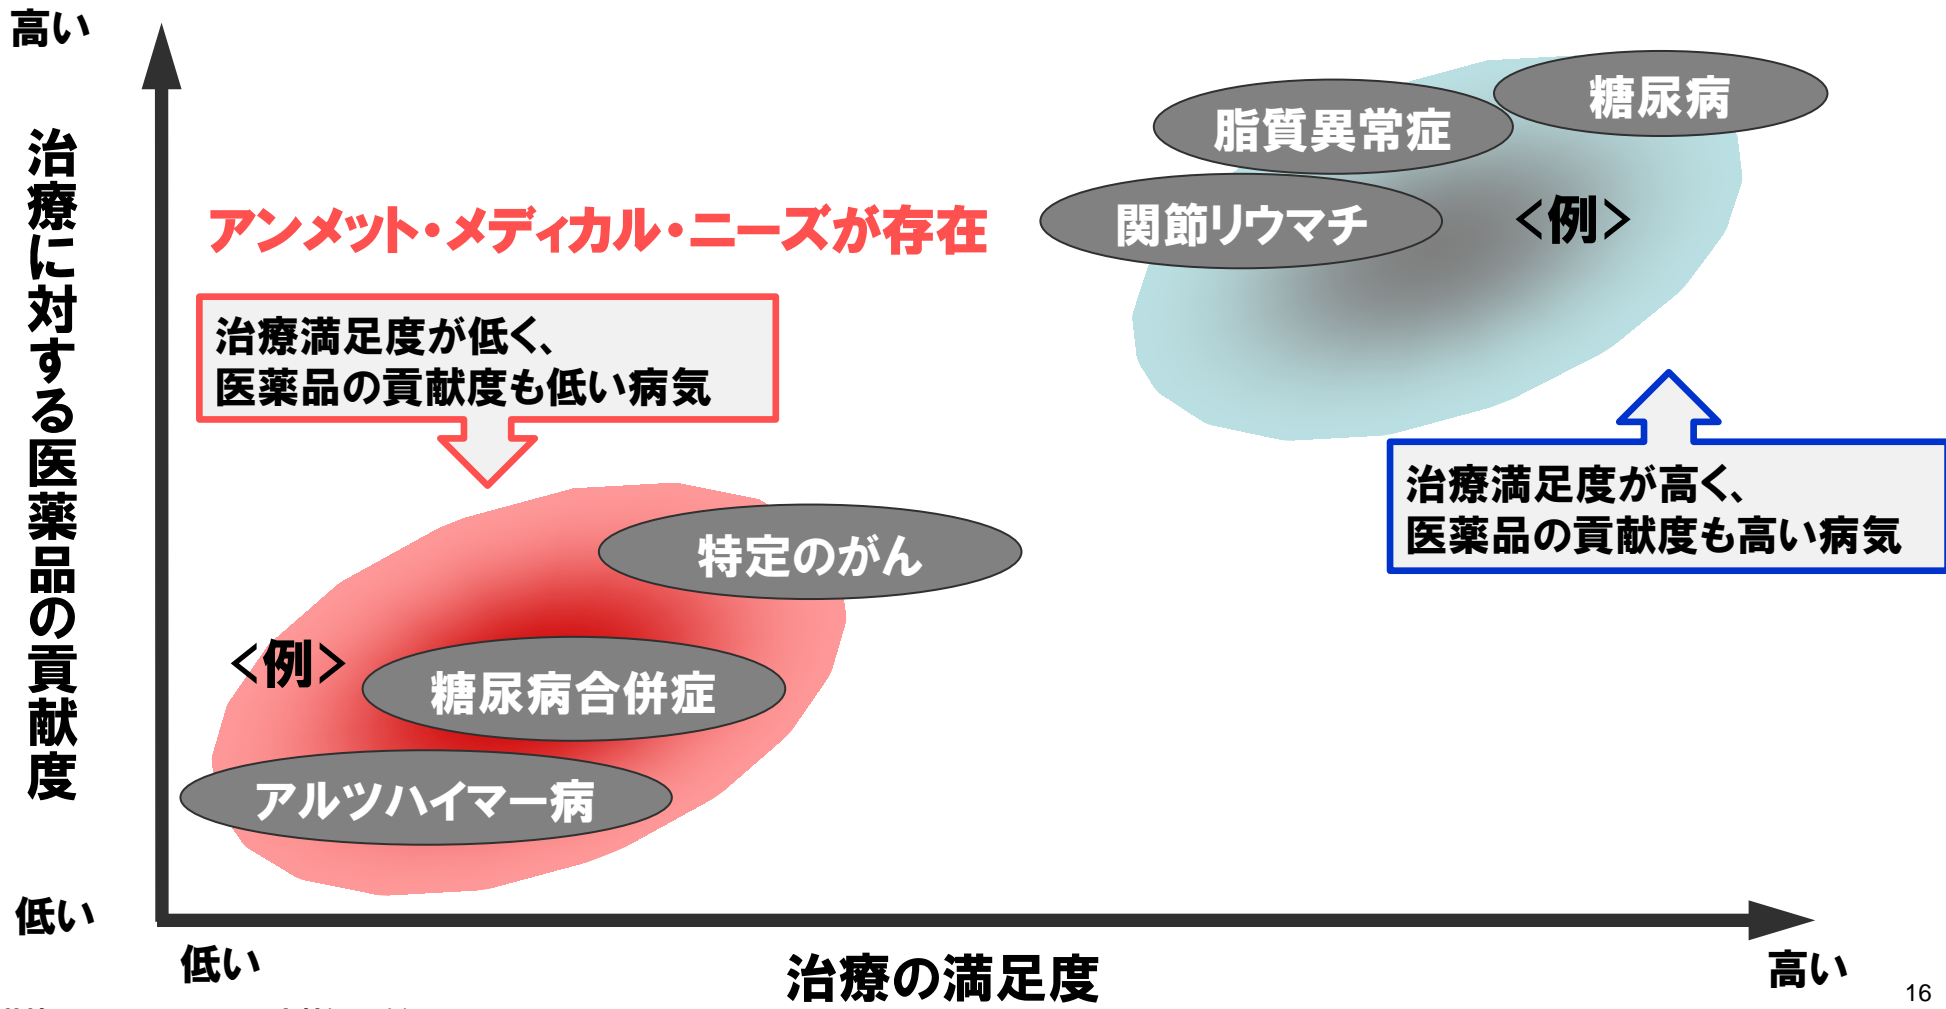 高い
治療に対する医薬品の貢献度
低い
アンメット・メディカル・ニーズが存在
治療満足度が低く、
医薬品の貢献度も低い病気
<例>
特定のがん
糖尿病合併症
アルツハイマー病
糖尿病
脂質異常症
関節リウマチ
<例>
治療満足度が高く、
医薬品の貢献度も高い病気
低い
治療の満足度
高い
16